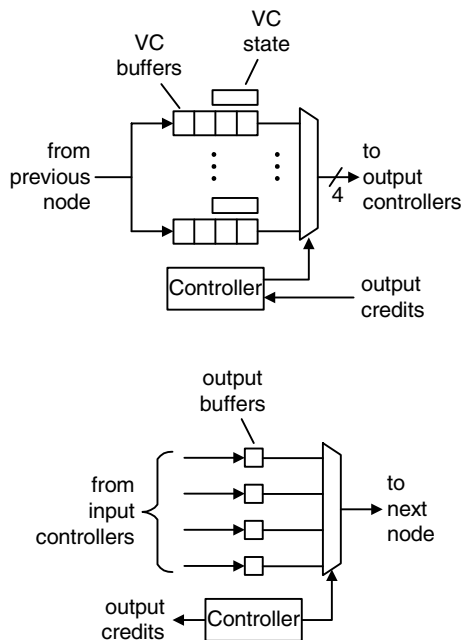 VC
buffers
VC
state
from
previous
node
to
output
controllers
4
Controller
output
credits
output
buffers
from
input
controllers
to
next
node
output
credits
Controller